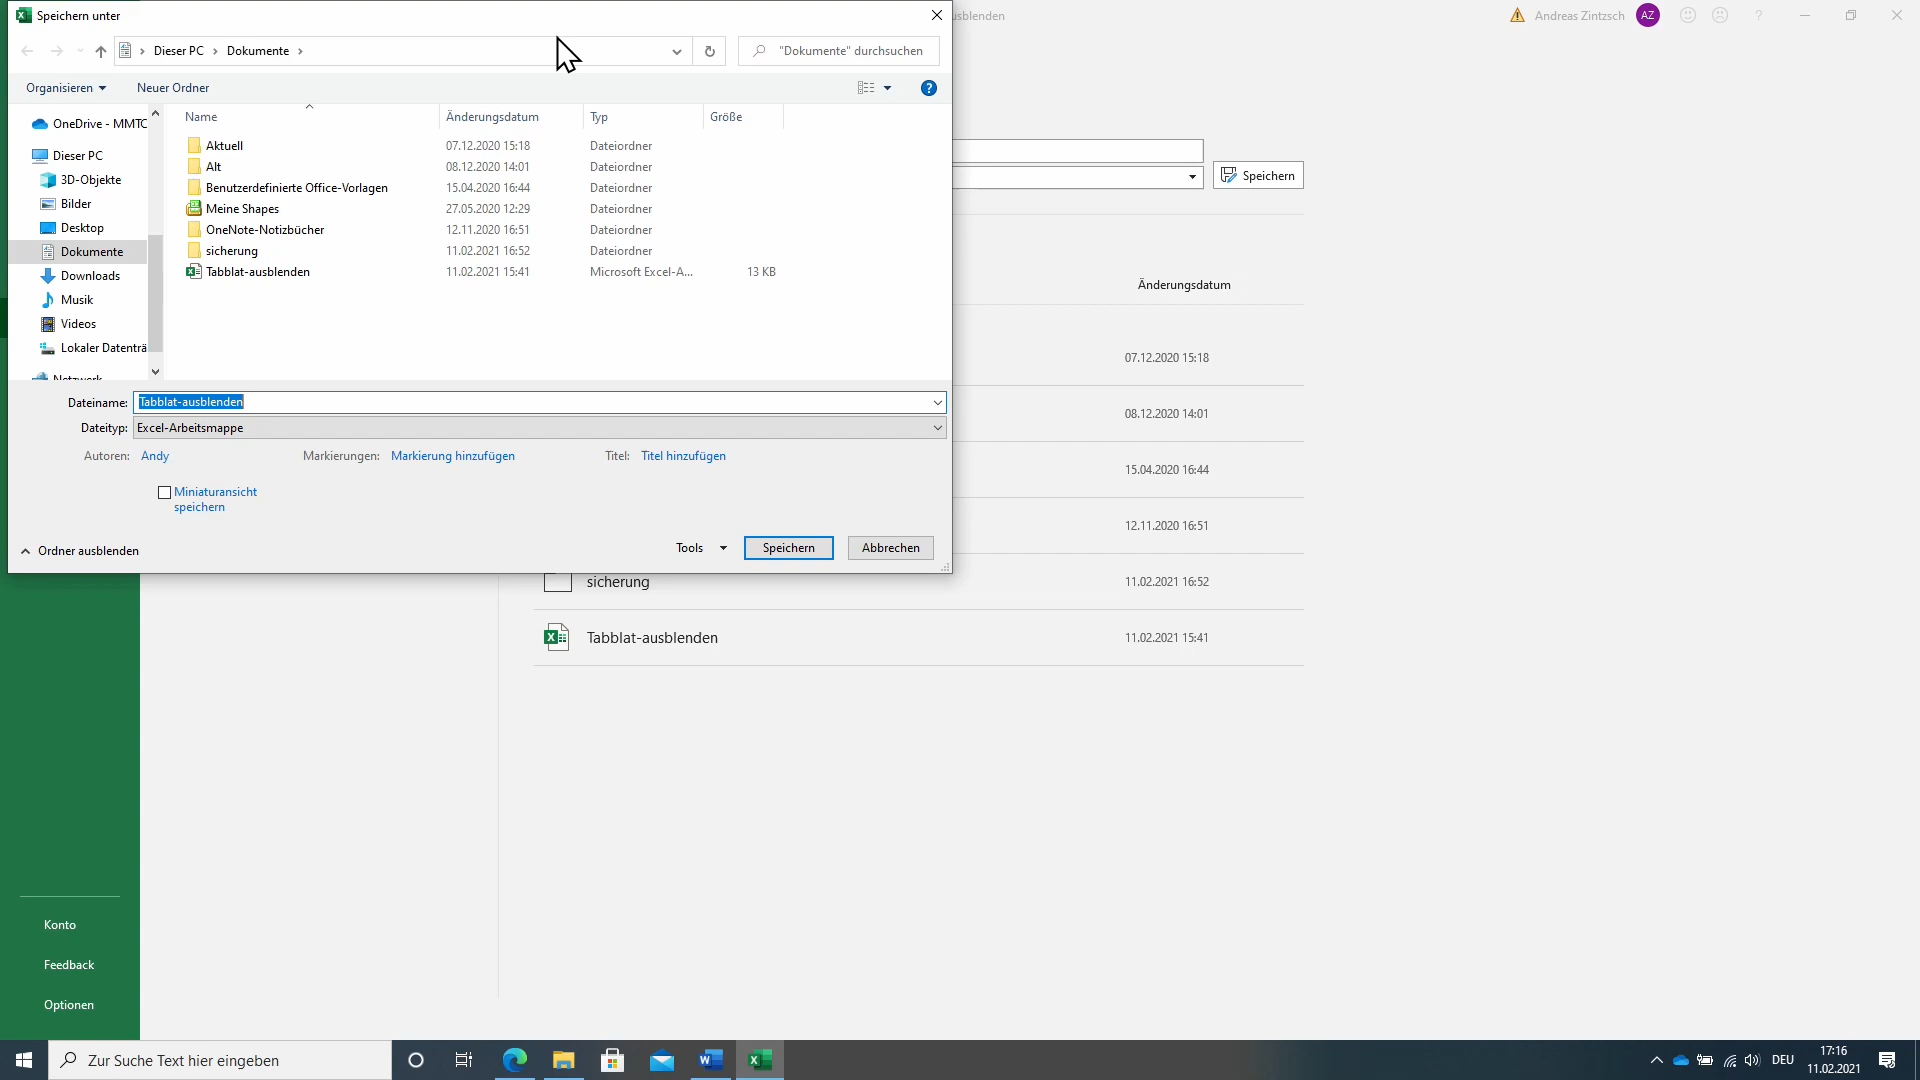 Speichern unter
usblenden
Andreas Zintzsch
AZ
?
Dieser PC
Dokumente
"Dokumente" durchsuchen
Organisieren
Neuer Ordner
?
Name
Änderungsdatum
Typ
Größe
OneDrive - MMTC
Dieser PC
3D-Objekte
Bilder
Desktop
Dokumente
Downloads
Musik
Videos
Lokaler Datenträ
Netzwerk
Aktuell 07.12.2020 15:18 Dateiordner
Alt 08.12.2020 14:01 Dateiordner
Benutzerdefinierte Office-Vorlagen 15.04.2020 16:44 Dateiordner
Meine Shapes 27.05.2020 12:29 Dateiordner
OneNote-Notizbücher 12.11.2020 16:51 Dateiordner
sicherung 11.02.2021 16:52 Dateiordner
Tabblat-ausblenden 11.02.2021 15:41 Microsoft Excel-A... 13 KB
Dateiname: Tabblat-ausblenden
Dateityp: Excel-Arbeitsmappe
Autoren: Andy
Markierungen: Markierung hinzufügen
Titel: Titel hinzufügen
Miniaturansicht
speichern
Ordner ausblenden
Tools
Speichern
Abbrechen
Speichern
Änderungsdatum
07.12.2020 15:18
08.12.2020 14:01
15.04.2020 16:44
12.11.2020 16:51
sicherung 11.02.2021 16:52
Tabblat-ausblenden 11.02.2021 15:41
Konto
Feedback
Optionen
Zur Suche Text hier eingeben
DEU
17:16
11.02.2021